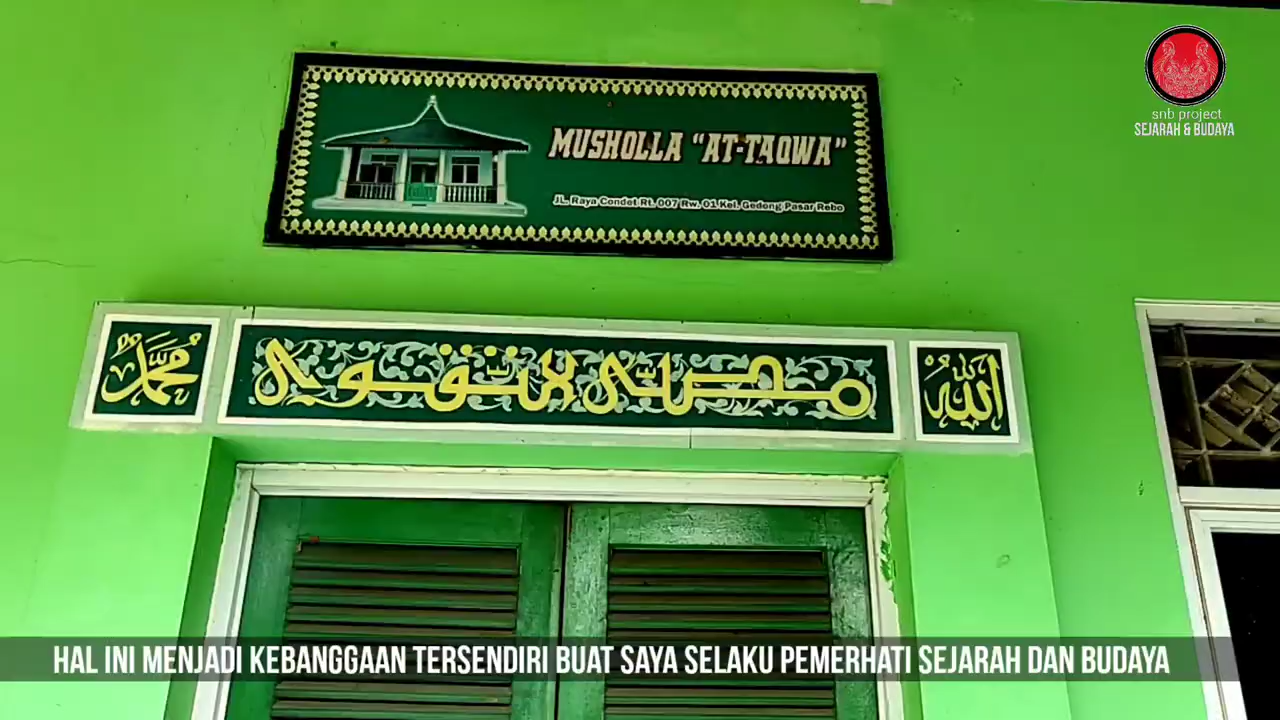 snb project
SEJARAH & BUDAYA
MUSHOLLA "AT-TAQWA"
JL. Raya Condet Rt. 007 Rw. 01 Kel. Gedong Pasar Rebo
الله
مصلى التقوى
محمد
HAL INI MENJADI KEBANGGAAN TERSENDIRI BUAT SAYA SELAKU PEMERHATI SEJARAH DAN BUDAYA